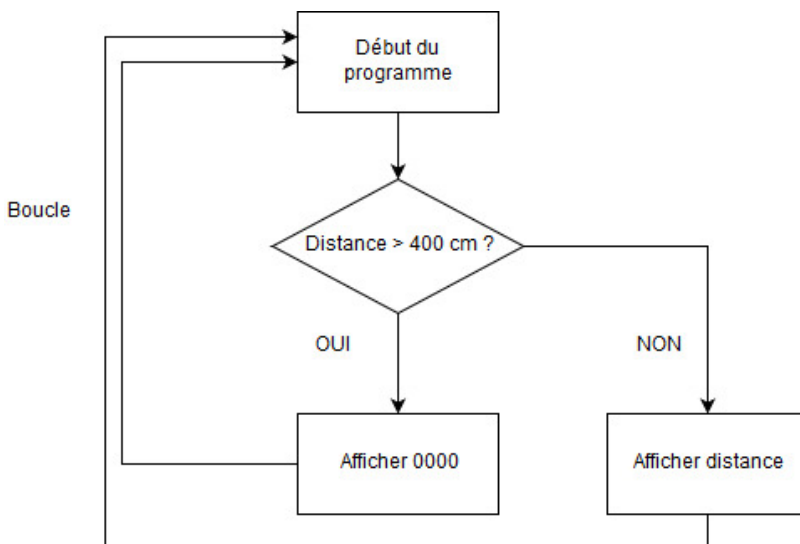 Début du
programme
Boucle
Distance > 400 cm ?
OUI
NON
Afficher 0000
Afficher distance